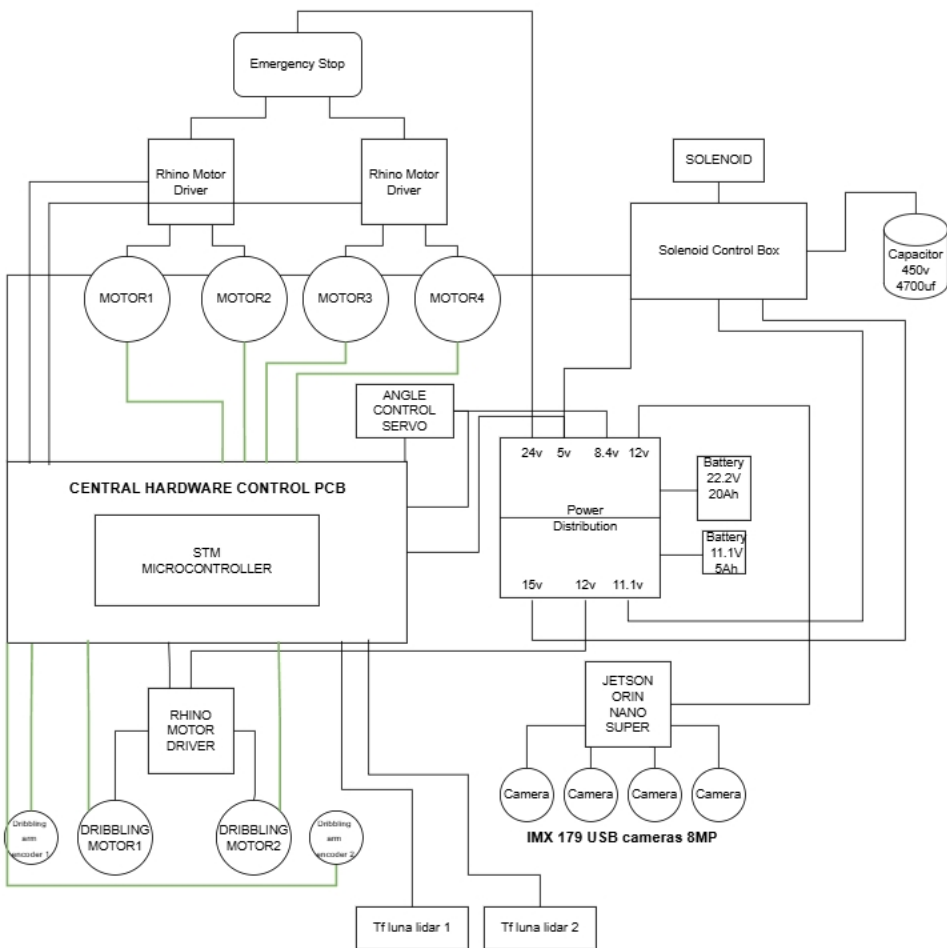 Emergency Stop
Rhino Motor
Driver
Rhino Motor
Driver
SOLENOID
Solenoid Control Box
Capacitor
450v
4700uf
MOTOR1
MOTOR2
MOTOR3
MOTOR4
ANGLE
CONTROL
SERVO
24v 5v 8.4v 12v
Power
Distribution
15v 12v 11.1v
Battery
22.2V
20Ah
Battery
11.1V
5Ah
CENTRAL HARDWARE CONTROL PCB
STM
MICROCONTROLLER
RHINO
MOTOR
DRIVER
JETSON
ORIN
NANO
SUPER
Camera
Camera
Camera
Camera
IMX 179 USB cameras 8MP
Dribbling
arm
encoder 1
DRIBBLING
MOTOR1
DRIBBLING
MOTOR2
Dribbling
arm
encoder 2
Tf luna lidar 1
Tf luna lidar 2